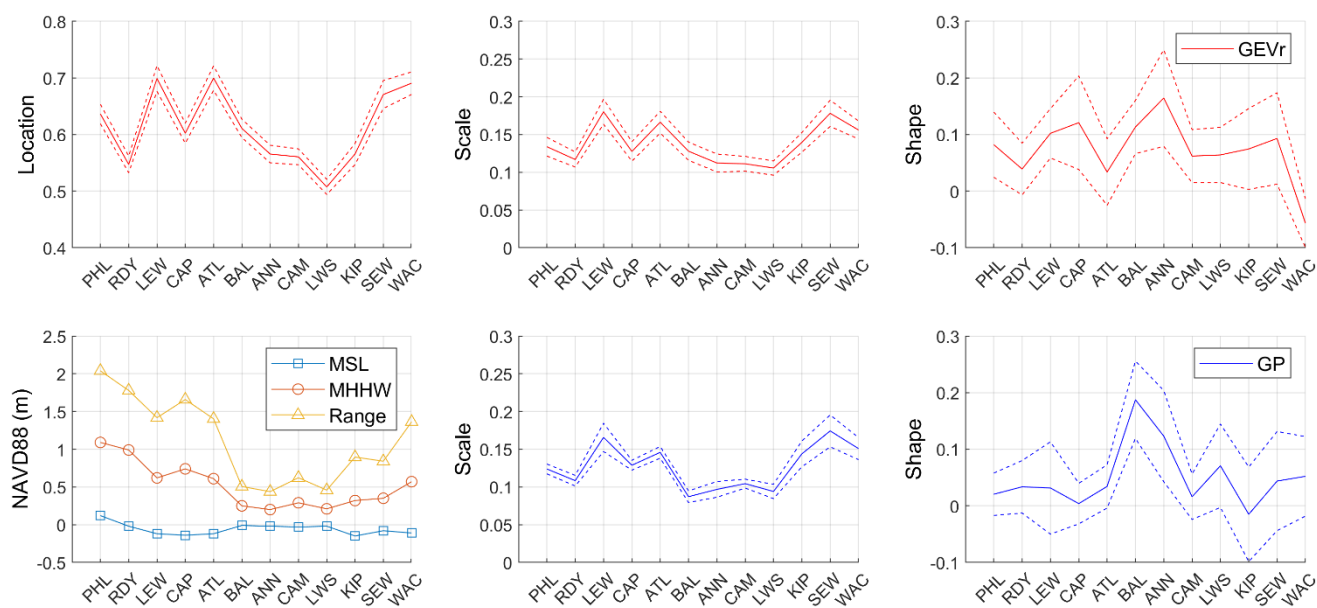 Location
0.8
0.7
0.6
0.5
0.4
PHL RDY LEW CAP ATL BAL ANN CAM LWS KIP SEW WAC
Scale
0.3
0.25
0.2
0.15
0.1
0.05
0
PHL RDY LEW CAP ATL BAL ANN CAM LWS KIP SEW WAC
Shape
0.3
0.2
0.1
0
-0.1
GEVr
PHL RDY LEW CAP ATL BAL ANN CAM LWS KIP SEW WAC
NAVD88 (m)
2.5
2
1.5
1
0.5
0
-0.5
MSL
MHHW
Range
PHL RDY LEW CAP ATL BAL ANN CAM LWS KIP SEW WAC
Scale
0.3
0.25
0.2
0.15
0.1
0.05
0
PHL RDY LEW CAP ATL BAL ANN CAM LWS KIP SEW WAC
Shape
0.3
0.2
0.1
0
-0.1
GP
PHL RDY LEW CAP ATL BAL ANN CAM LWS KIP SEW WAC